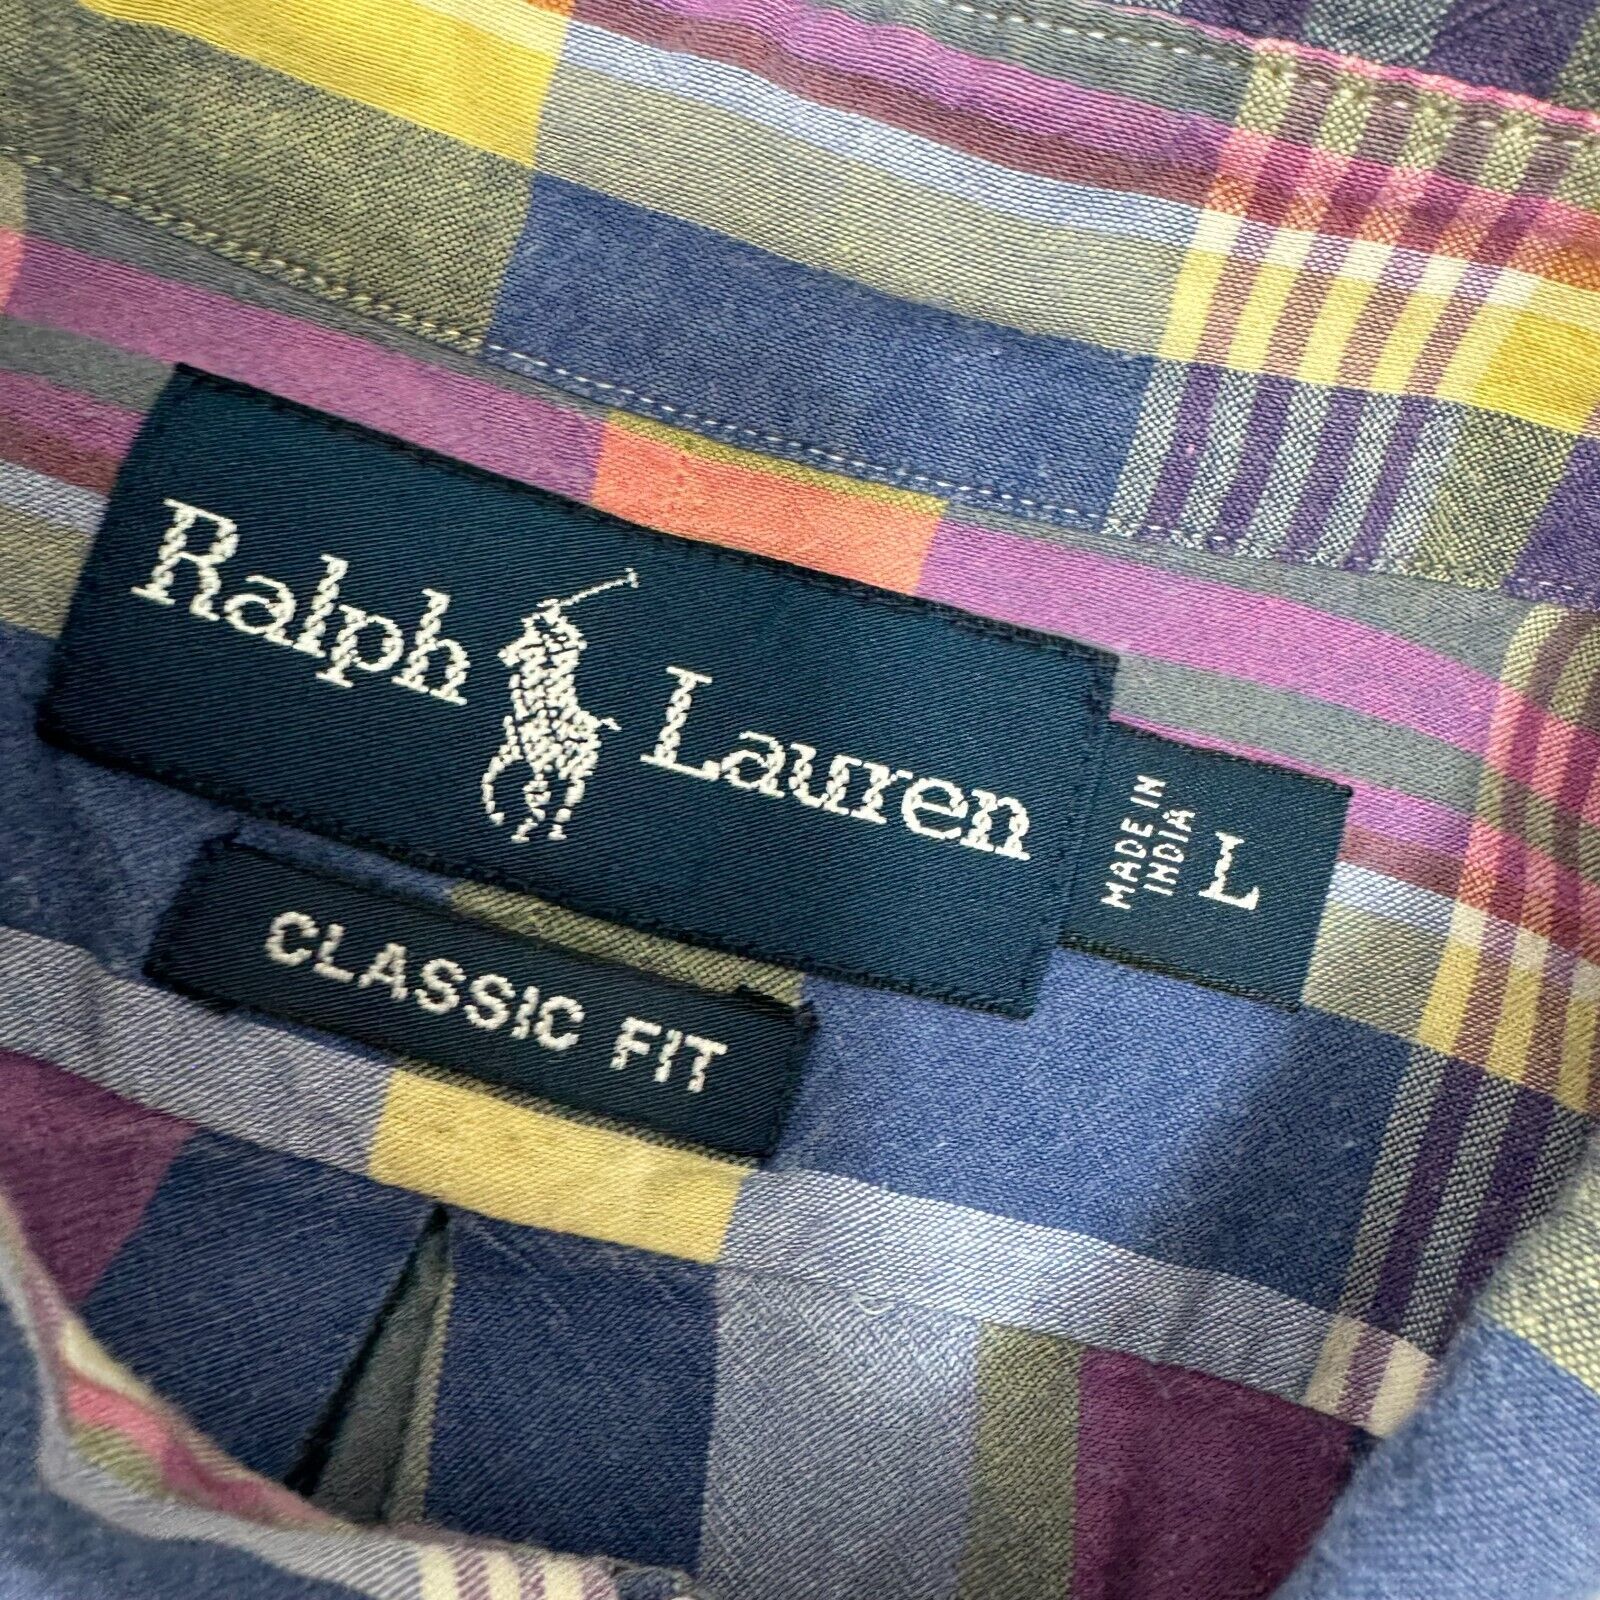 Ralph Lauren
MADE IN
INDIA
L
CLASSIC FIT